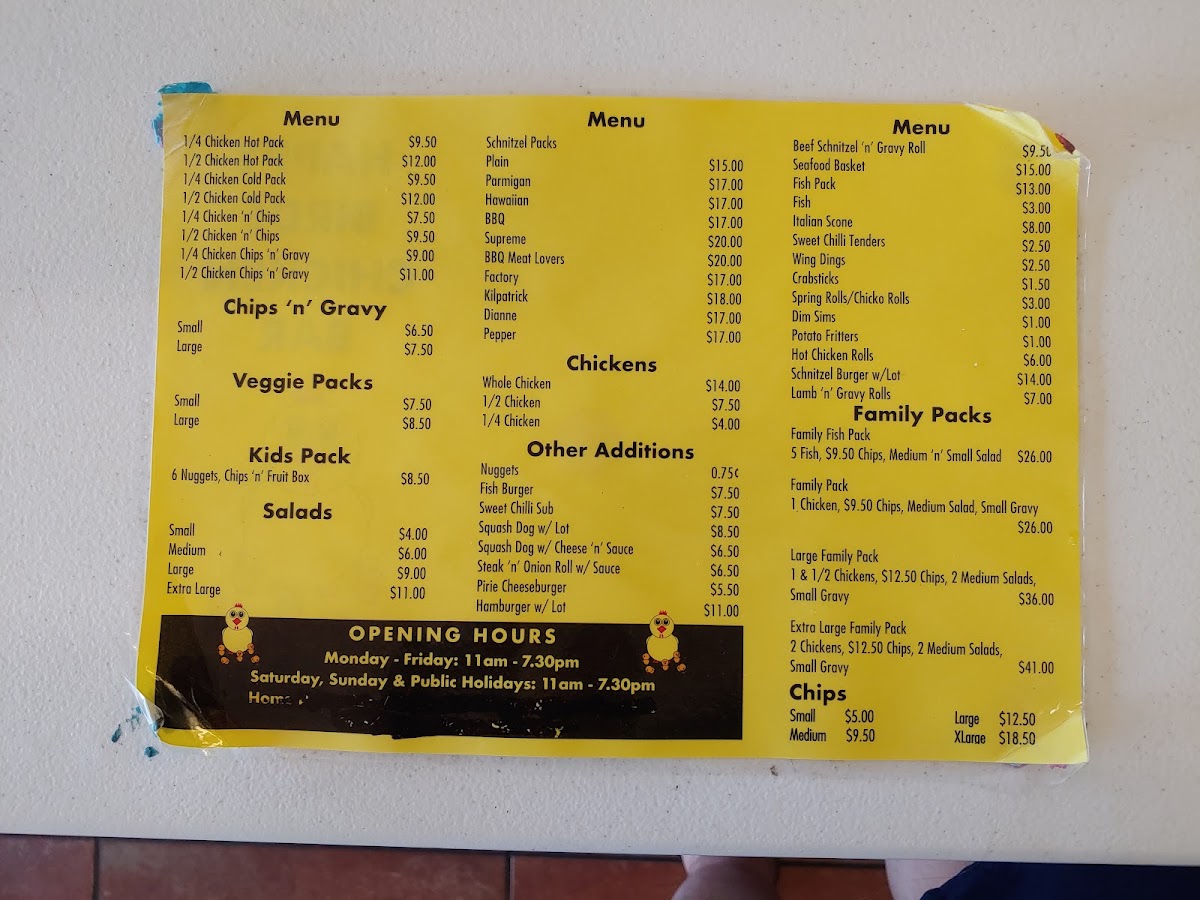 Menu
1/4 Chicken Hot Pack $9.50
1/2 Chicken Hot Pack $12.00
1/4 Chicken Cold Pack $9.50
1/2 Chicken Cold Pack $12.00
1/4 Chicken 'n' Chips $7.50
1/2 Chicken 'n' Chips $9.50
1/4 Chicken Chips 'n' Gravy $9.00
1/2 Chicken Chips 'n' Gravy $11.00
Chips 'n' Gravy
Small $6.50
Large $7.50
Veggie Packs
Small $7.50
Large $8.50
Kids Pack
6 Nuggets, Chips 'n' Fruit Box $8.50
Salads
Small $4.00
Medium $6.00
Large $9.00
Extra Large $11.00
Menu
Schnitzel Packs
Plain $15.00
Parmigan $17.00
Hawaiian $17.00
BBQ $17.00
Supreme $20.00
BBQ Meat Lovers $20.00
Factory $17.00
Kilpatrick $18.00
Dianne $17.00
Pepper $17.00
Chickens
Whole Chicken $14.00
1/2 Chicken $7.50
1/4 Chicken $4.00
Other Additions
Nuggets 0.75¢
Fish Burger $7.50
Sweet Chilli Sub $7.50
Squash Dog w/ Lot $8.50
Squash Dog w/ Cheese 'n' Sauce $6.50
Steak 'n' Onion Roll w/ Sauce $6.50
Pirie Cheeseburger $5.50
Hamburger w/ Lot $11.00
OPENING HOURS
Monday - Friday: 11am - 7.30pm
Saturday, Sunday & Public Holidays: 11am - 7.30pm
Home
Menu
Beef Schnitzel 'n' Gravy Roll $9.50
Seafood Basket $15.00
Fish Pack $13.00
Fish $3.00
Italian Scone $8.00
Sweet Chilli Tenders $2.50
Wing Dings $2.50
Crabsticks $1.50
Spring Rolls/Chicko Rolls $3.00
Dim Sims $1.00
Potato Fritters $1.00
Hot Chicken Rolls $6.00
Schnitzel Burger w/Lot $14.00
Lamb 'n' Gravy Rolls $7.00
Family Packs
Family Fish Pack
5 Fish, $9.50 Chips, Medium 'n' Small Salad $26.00
Family Pack
1 Chicken, $9.50 Chips, Medium Salad, Small Gravy
$26.00
Large Family Pack
1 & 1/2 Chickens, $12.50 Chips, 2 Medium Salads,
Small Gravy $36.00
Extra Large Family Pack
2 Chickens, $12.50 Chips, 2 Medium Salads,
Small Gravy $41.00
Chips
Small $5.00 Large $12.50
Medium $9.50 XLarge $18.50